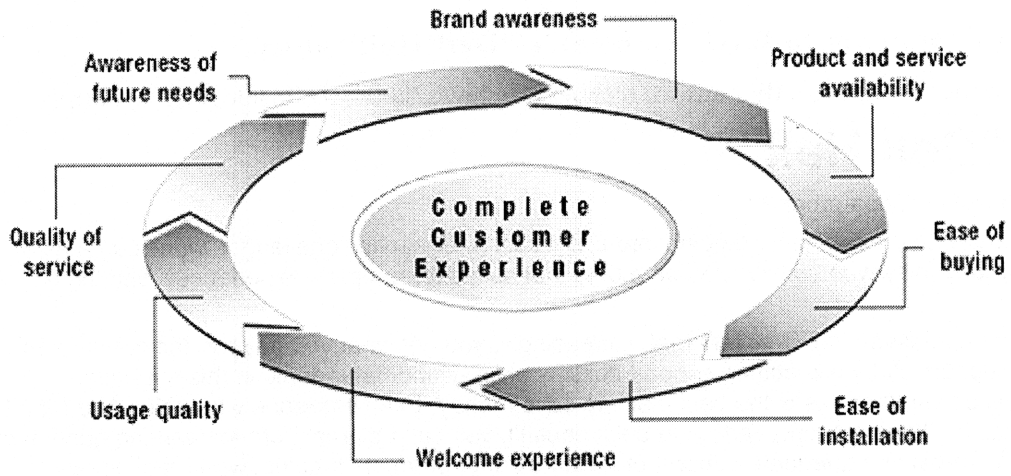 Brand awareness
Product and service
availability
Ease of
buying
Ease of
installation
Welcome experience
Usage quality
Quality of
service
Awareness of
future needs
Complete
Customer
Experience